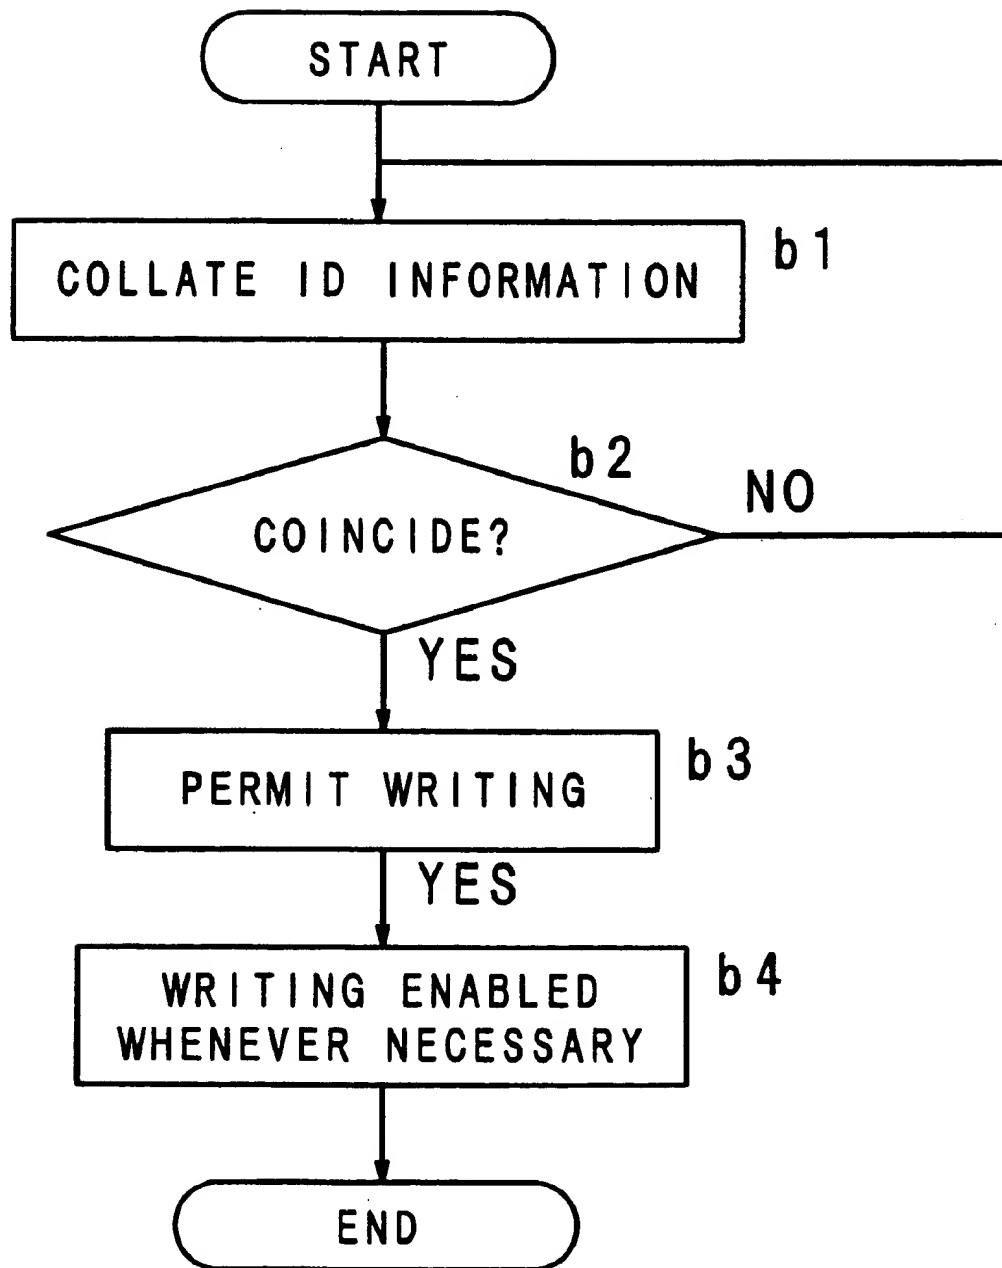 START
COLLATE ID INFORMATION
b1
b2
COINCIDE?
NO
YES
PERMIT WRITING
b3
YES
WRITING ENABLED
WHENEVER NECESSARY
b4
END